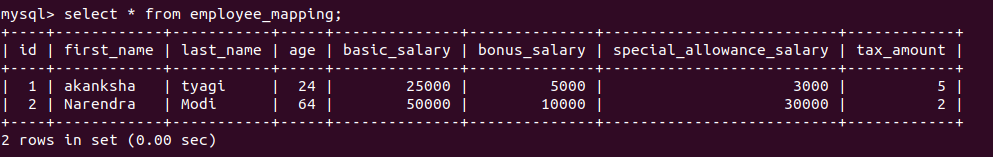 mysql> select * from employee_mapping;
+----+------------+-----------+-----+--------------+--------------+--------------------------+------------+
| id | first_name | last_name | age | basic_salary | bonus_salary | special_allowance_salary | tax_amount |
+----+------------+-----------+-----+--------------+--------------+--------------------------+------------+
|  1 | akanksha   | tyagi     |  24 |        25000 |         5000 |                     3000 |          5 |
|  2 | Narendra   | Modi      |  64 |        50000 |        10000 |                    30000 |          2 |
+----+------------+-----------+-----+--------------+--------------+--------------------------+------------+
2 rows in set (0.00 sec)